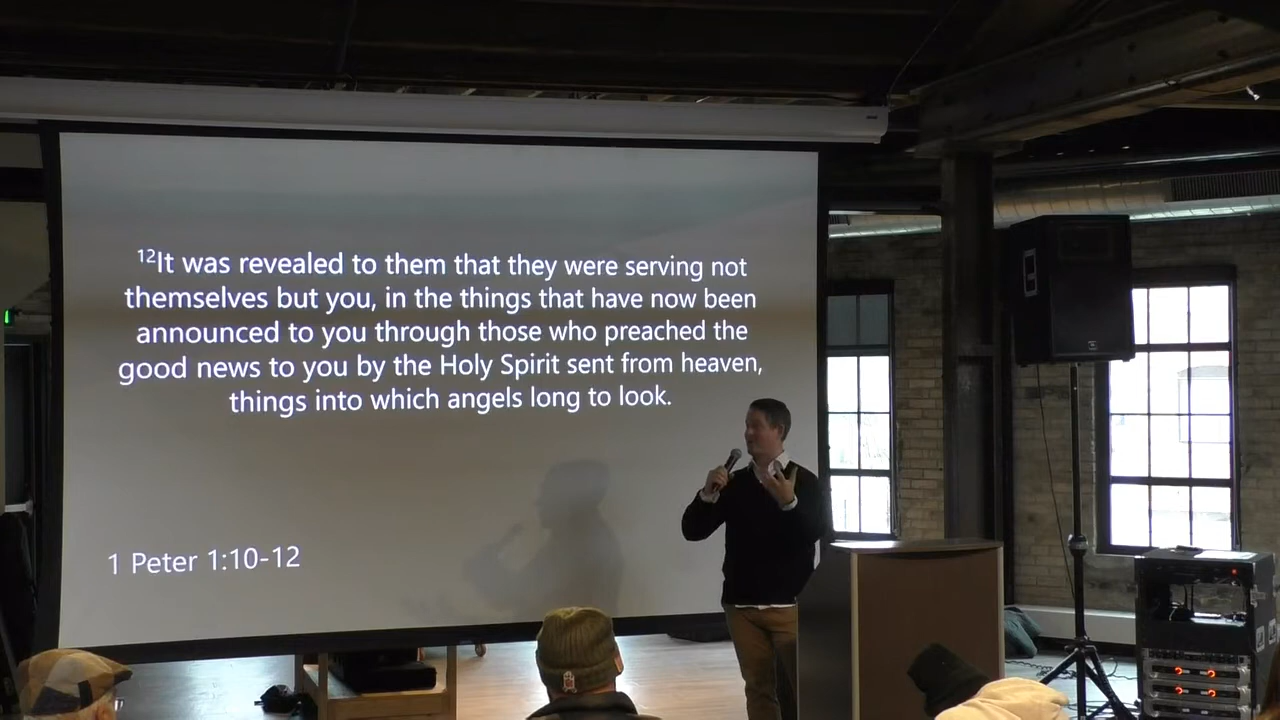 ¹²It was revealed to them that they were serving not
themselves but you, in the things that have now been
announced to you through those who preached the
good news to you by the Holy Spirit sent from heaven,
things into which angels long to look.
1 Peter 1:10-12